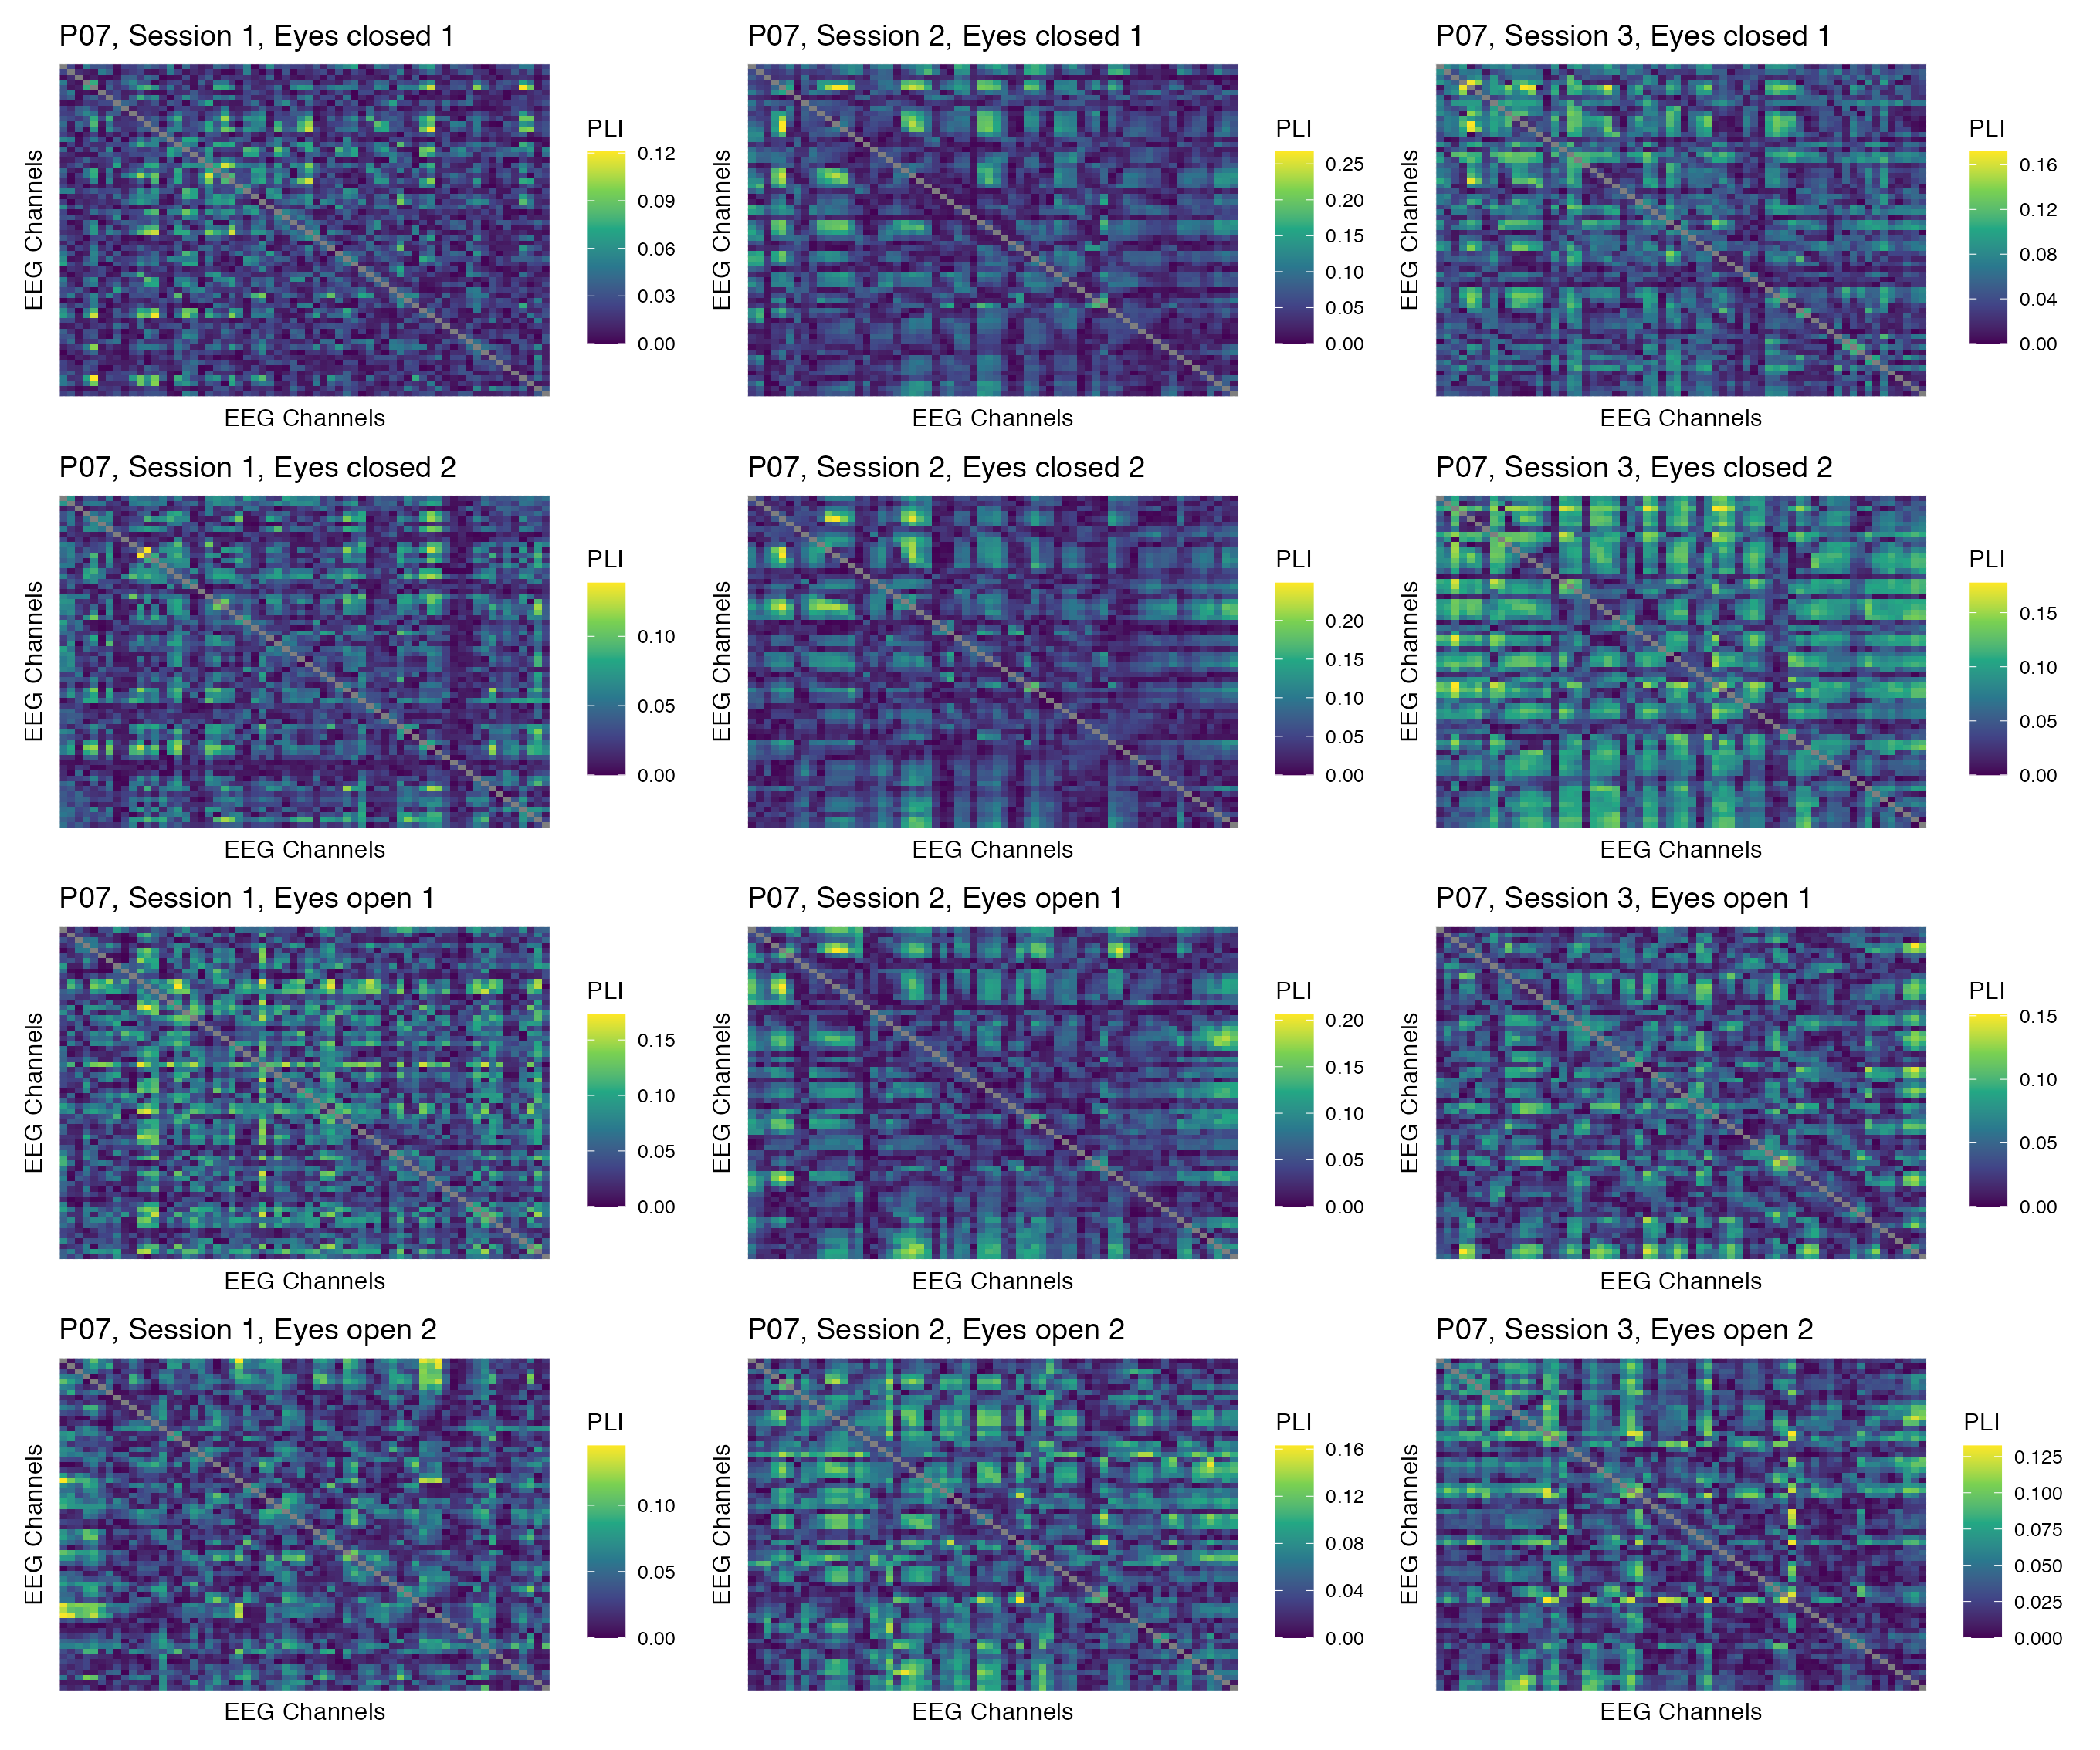 P07, Session 1, Eyes closed 1
EEG Channels
EEG Channels
PLI
0.12
0.09
0.06
0.03
0.00
P07, Session 2, Eyes closed 1
EEG Channels
EEG Channels
PLI
0.25
0.20
0.15
0.10
0.05
0.00
P07, Session 3, Eyes closed 1
EEG Channels
EEG Channels
PLI
0.16
0.12
0.08
0.04
0.00
P07, Session 1, Eyes closed 2
EEG Channels
EEG Channels
PLI
0.10
0.05
0.00
P07, Session 2, Eyes closed 2
EEG Channels
EEG Channels
PLI
0.20
0.15
0.10
0.05
0.00
P07, Session 3, Eyes closed 2
EEG Channels
EEG Channels
PLI
0.15
0.10
0.05
0.00
P07, Session 1, Eyes open 1
EEG Channels
EEG Channels
PLI
0.15
0.10
0.05
0.00
P07, Session 2, Eyes open 1
EEG Channels
EEG Channels
PLI
0.20
0.15
0.10
0.05
0.00
P07, Session 3, Eyes open 1
EEG Channels
EEG Channels
PLI
0.15
0.10
0.05
0.00
P07, Session 1, Eyes open 2
EEG Channels
EEG Channels
PLI
0.10
0.05
0.00
P07, Session 2, Eyes open 2
EEG Channels
EEG Channels
PLI
0.16
0.12
0.08
0.04
0.00
P07, Session 3, Eyes open 2
EEG Channels
EEG Channels
PLI
0.125
0.100
0.075
0.050
0.025
0.000